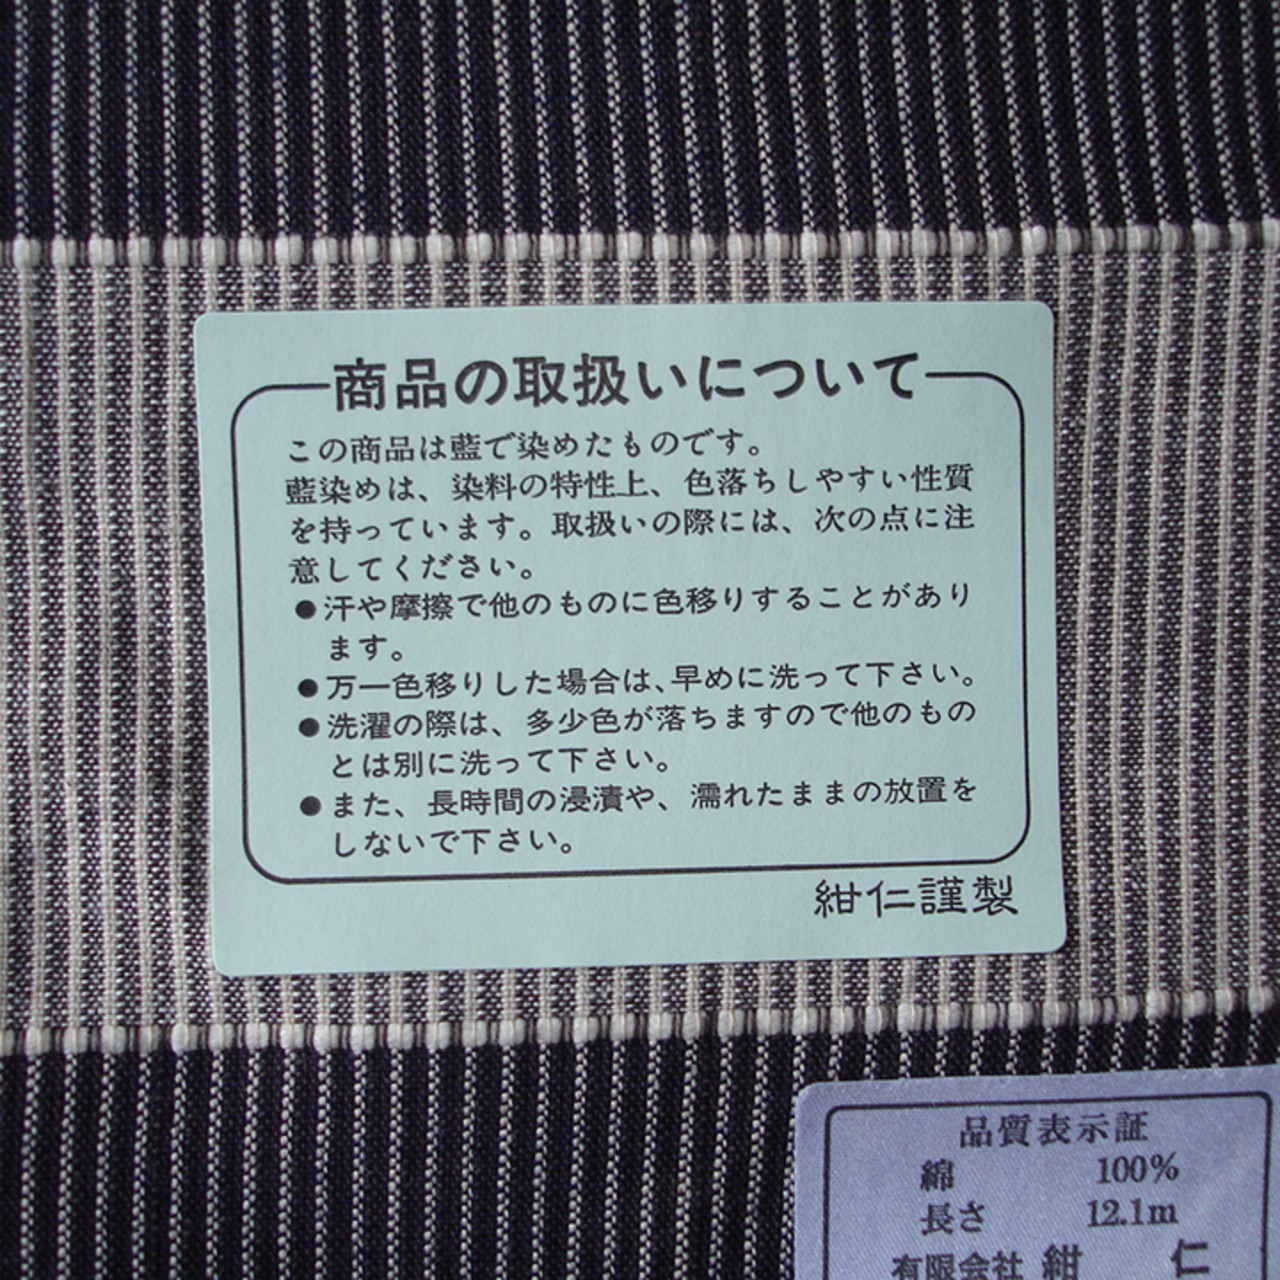 商品の取扱いについて
この商品は藍で染めたものです。
藍染めは、染料の特性上、色落ちしやすい性質
を持っています。取扱いの際には、次の点に注
意してください。
●汗や摩擦で他のものに色移りすることがあり
ます。
●万一色移りした場合は、早めに洗って下さい。
●洗濯の際は、多少色が落ちますので他のもの
とは別に洗って下さい。
●また、長時間の浸漬や、濡れたままの放置を
しないで下さい。
紺仁謹製
品質表示証
綿 100%
長さ 12.1m
有限会社 紺 仁